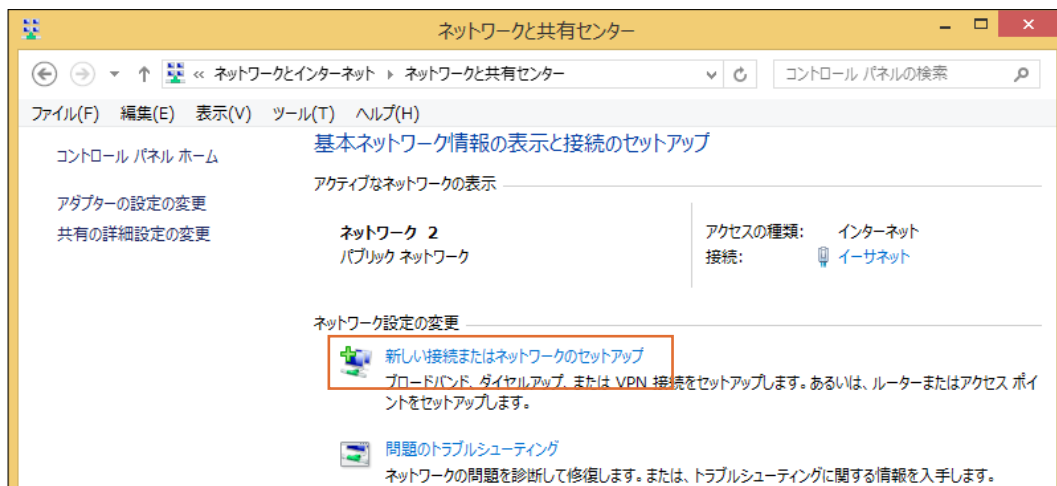 ネットワークと共有センター
« ネットワークとインターネット ▸ ネットワークと共有センター
コントロール パネルの検索
ファイル(F) 編集(E) 表示(V) ツール(T) ヘルプ(H)
コントロール パネル ホーム
アダプターの設定の変更
共有の詳細設定の変更
基本ネットワーク情報の表示と接続のセットアップ
アクティブなネットワークの表示
ネットワーク 2
パブリック ネットワーク
アクセスの種類: インターネット
接続: イーサネット
ネットワーク設定の変更
新しい接続またはネットワークのセットアップ
ブロードバンド、ダイヤルアップ、または VPN 接続をセットアップします。あるいは、ルーターまたはアクセス ポイ
ントをセットアップします。
問題のトラブルシューティング
ネットワークの問題を診断して修復します。または、トラブルシューティングに関する情報を入手します。